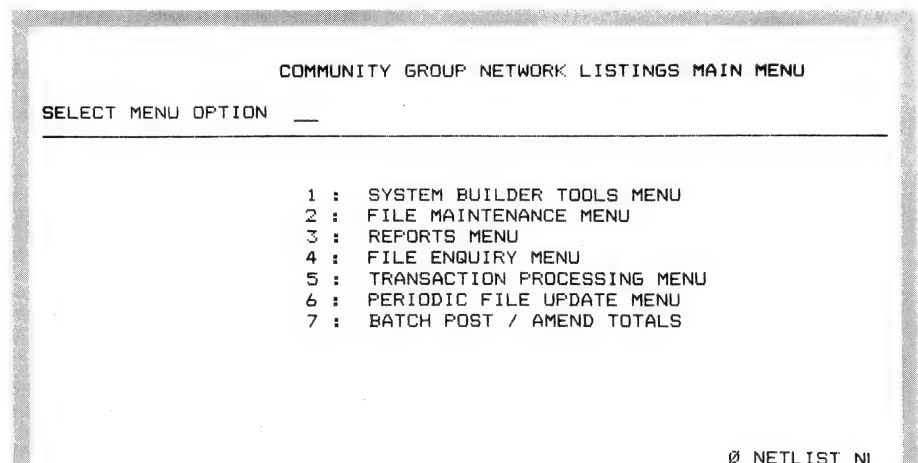 COMMUNITY GROUP NETWORK LISTINGS MAIN MENU
SELECT MENU OPTION __
1 : SYSTEM BUILDER TOOLS MENU
2 : FILE MAINTENANCE MENU
3 : REPORTS MENU
4 : FILE ENQUIRY MENU
5 : TRANSACTION PROCESSING MENU
6 : PERIODIC FILE UPDATE MENU
7 : BATCH POST / AMEND TOTALS
Ø NETLIST NL